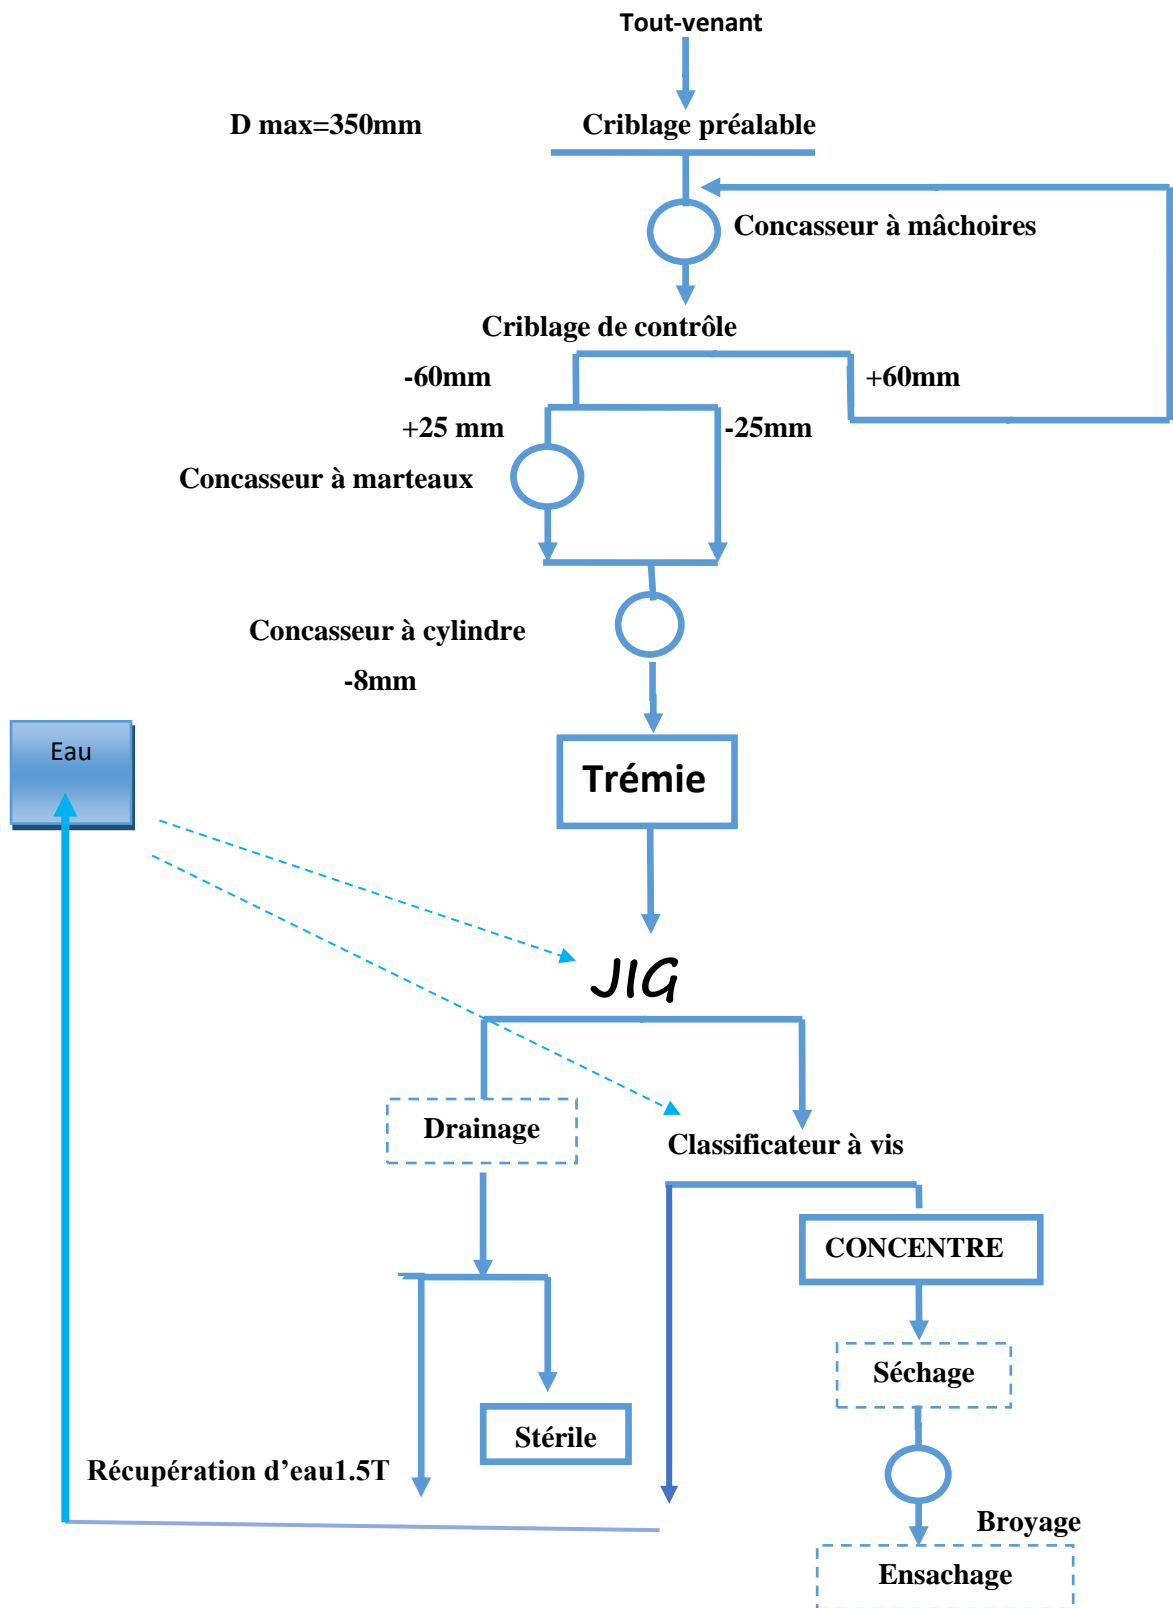 Tout-venant
D max=350mm
Criblage préalable
Concasseur à mâchoires
Criblage de contrôle
-60mm
+60mm
+25 mm
-25mm
Concasseur à marteaux
Concasseur à cylindre
-8mm
Eau
Trémie
JIG
Drainage
Classificateur à vis
CONCENTRE
Séchage
Stérile
Récupération d'eau1.5T
Broyage
Ensachage